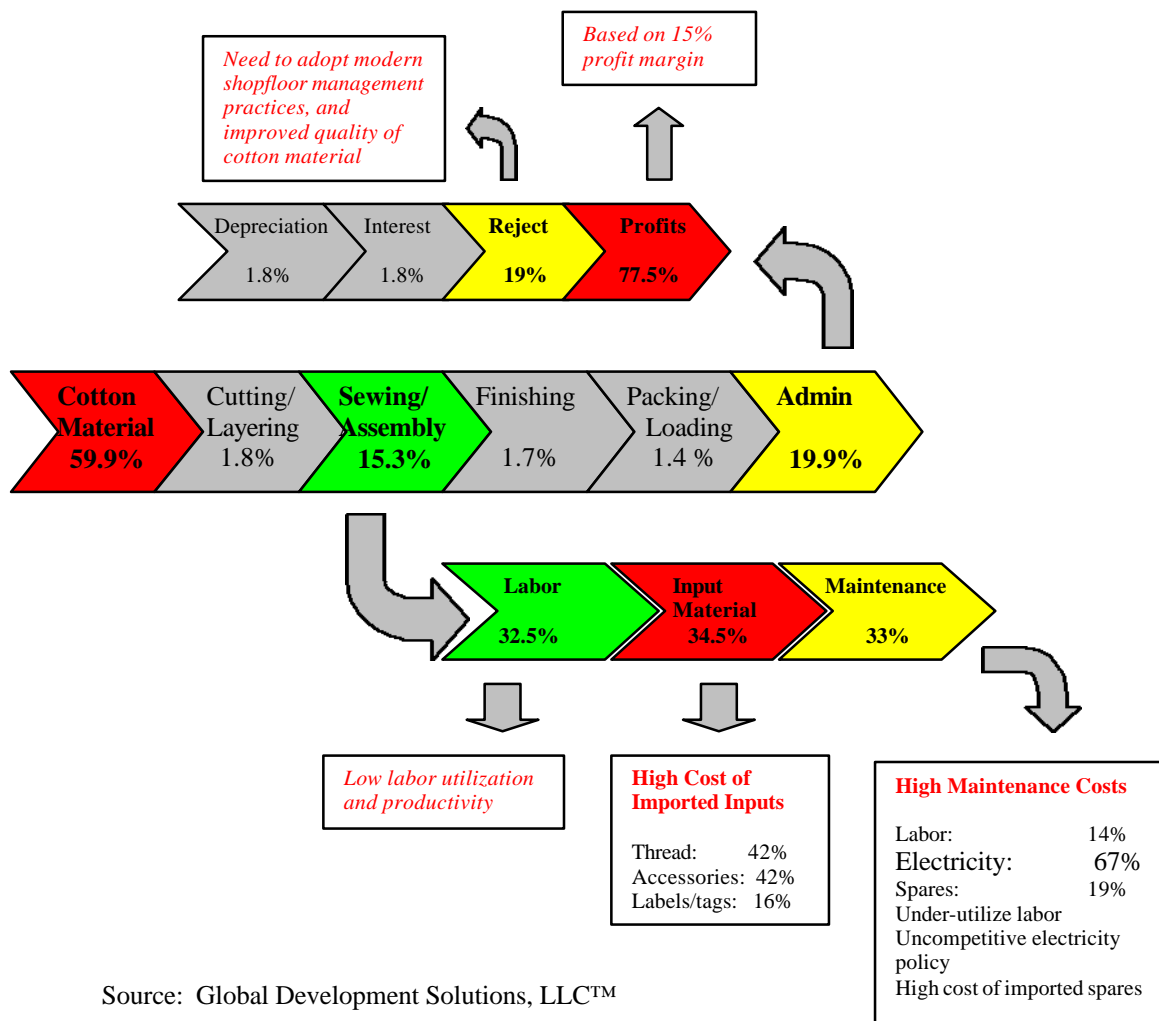 Based on 15%
profit margin
Need to adopt modern
shopfloor management
practices, and
improved quality of
cotton material
Depreciation
1.8%
Interest
1.8%
Reject
19%
Profits
77.5%
Cotton
Material
59.9%
Cutting/
Layering
1.8%
Sewing/
Assembly
15.3%
Finishing
1.7%
Packing/
Loading
1.4 %
Admin
19.9%
Labor
32.5%
Input
Material
34.5%
Maintenance
33%
Low labor utilization
and productivity
High Cost of
Imported Inputs
Thread: 42%
Accessories: 42%
Labels/tags: 16%
High Maintenance Costs
Labor: 14%
Electricity: 67%
Spares: 19%
Under-utilize labor
Uncompetitive electricity
policy
High cost of imported spares
Source: Global Development Solutions, LLC™